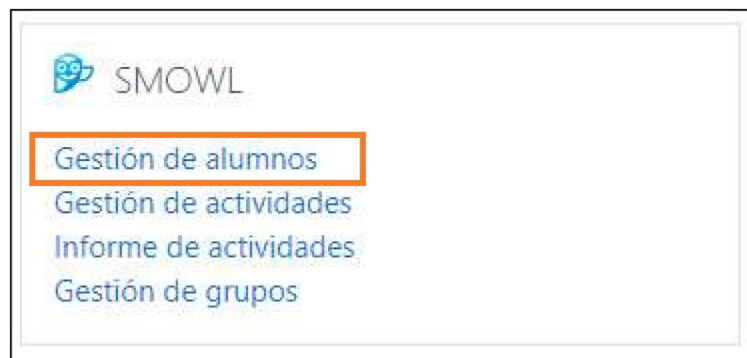 SMOWL
Gestión de alumnos
Gestión de actividades
Informe de actividades
Gestión de grupos